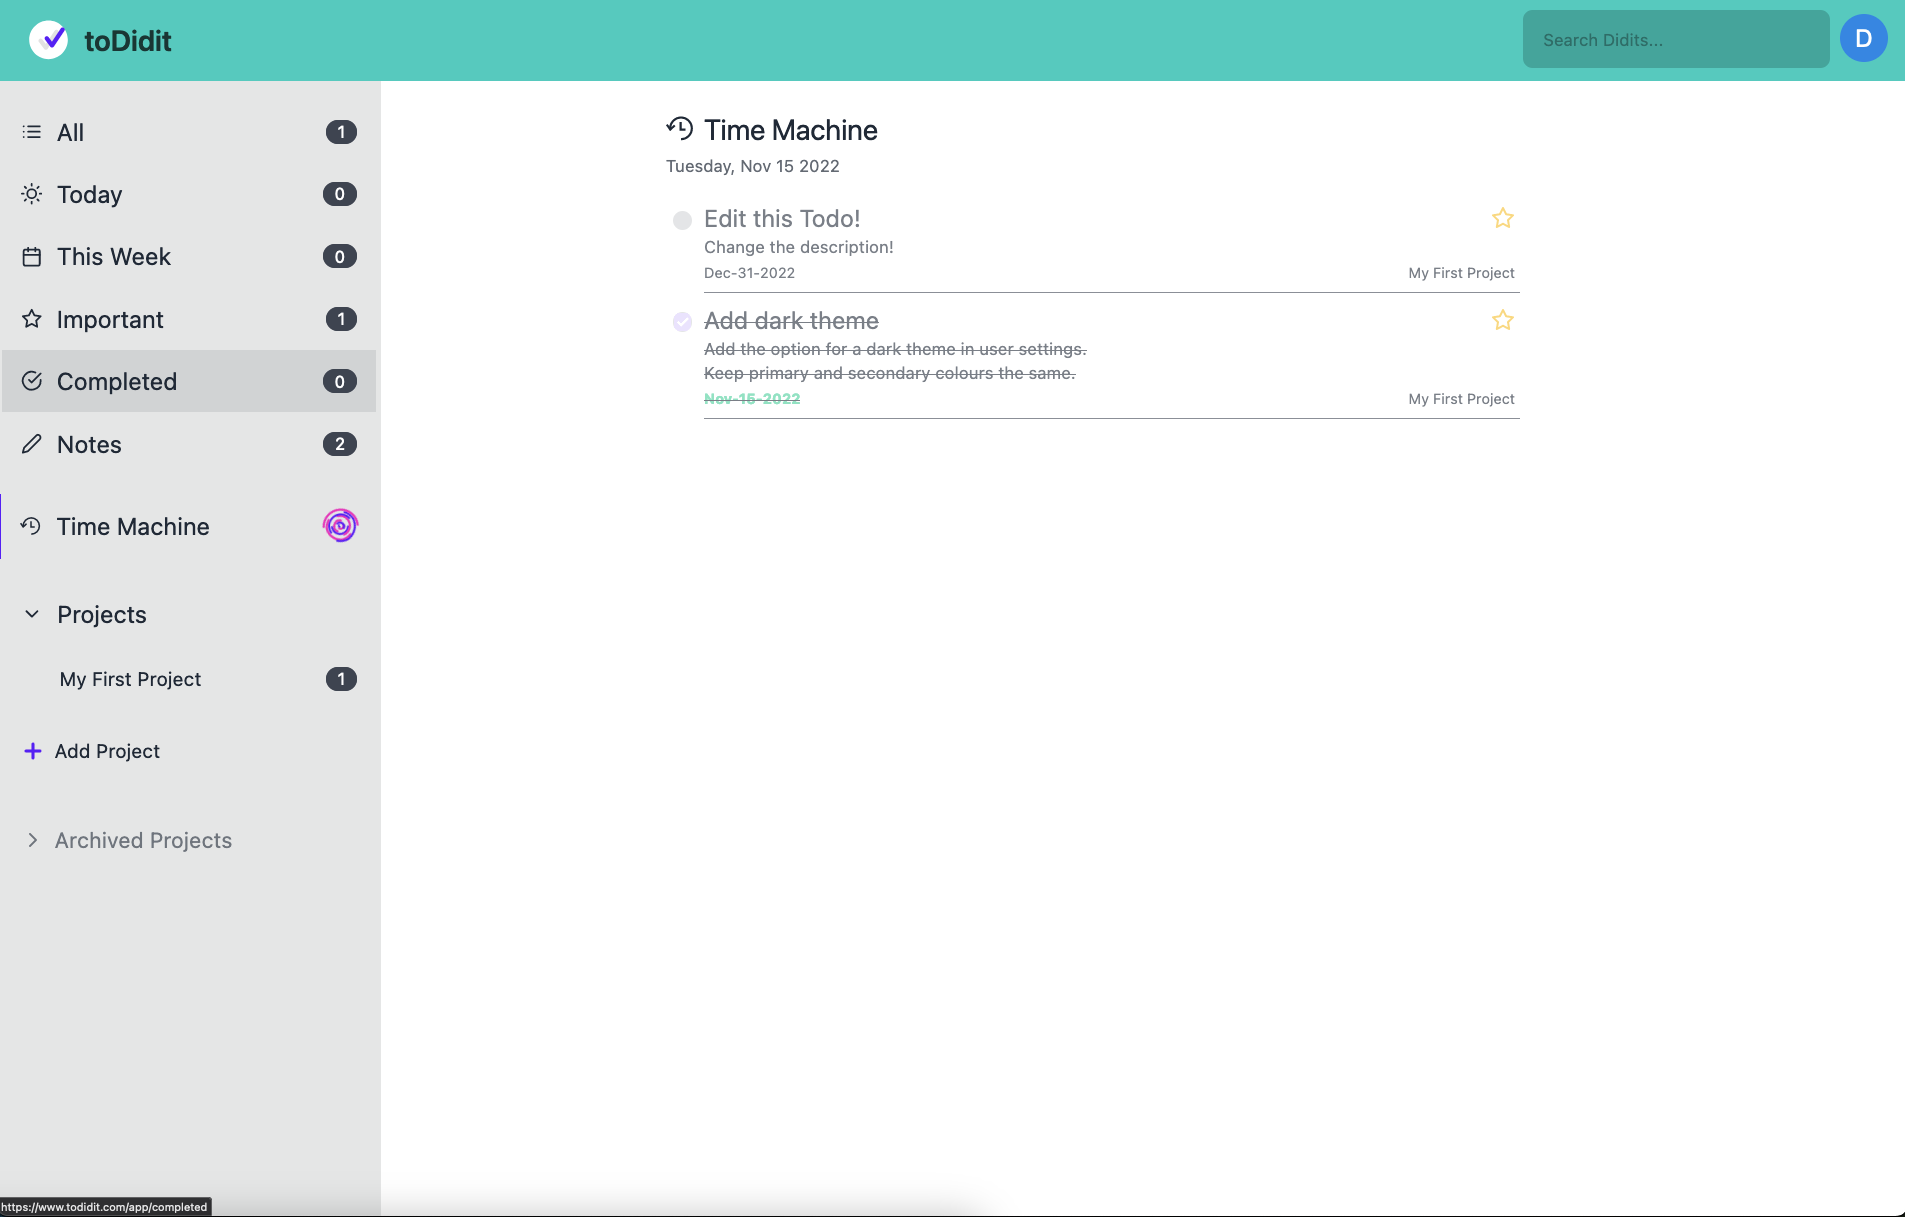 toDidit
Search Didits...
D
All 1
Today 0
This Week 0
Important 1
Completed 0
Notes 2
Time Machine
Projects
My First Project 1
Add Project
Archived Projects
Time Machine
Tuesday, Nov 15 2022
Edit this Todo!
Change the description!
Dec-31-2022 My First Project
Add dark theme
Add the option for a dark theme in user settings.
Keep primary and secondary colours the same.
Nov-15-2022 My First Project
https://www.todidit.com/app/completed